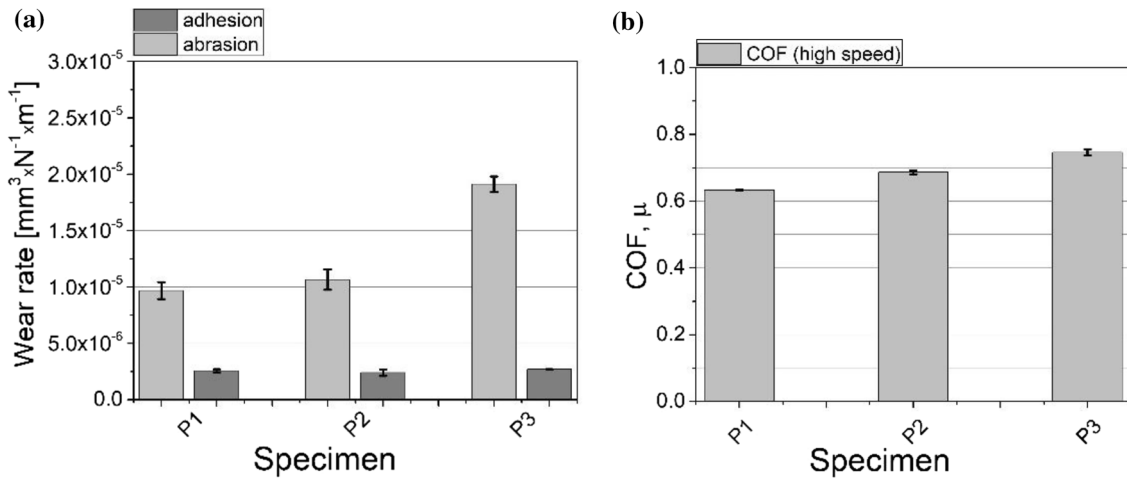 (a)
adhesion
abrasion
Wear rate [mm³xN⁻¹xm⁻¹]
3.0x10⁻⁵
2.5x10⁻⁵
2.0x10⁻⁵
1.5x10⁻⁵
1.0x10⁻⁵
5.0x10⁻⁶
0.0
P1
P2
P3
Specimen
(b)
COF (high speed)
COF, μ
1.0
0.8
0.6
0.4
0.2
0.0
P1
P2
P3
Specimen